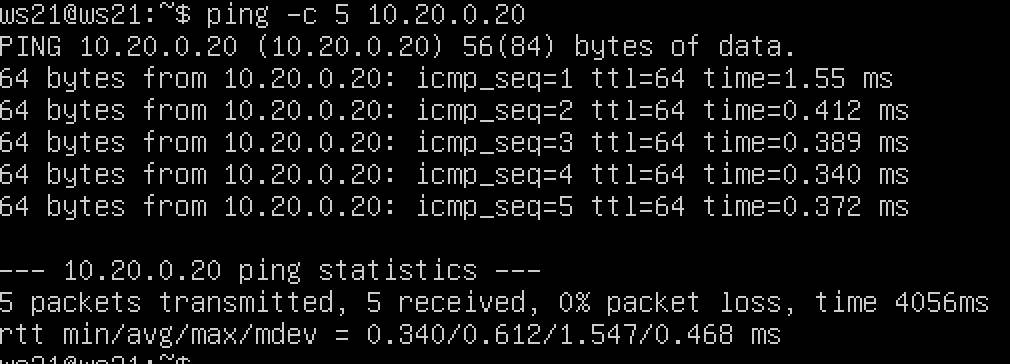 ws21@ws21:~$ ping -c 5 10.20.0.20
PING 10.20.0.20 (10.20.0.20) 56(84) bytes of data.
64 bytes from 10.20.0.20: icmp_seq=1 ttl=64 time=1.55 ms
64 bytes from 10.20.0.20: icmp_seq=2 ttl=64 time=0.412 ms
64 bytes from 10.20.0.20: icmp_seq=3 ttl=64 time=0.389 ms
64 bytes from 10.20.0.20: icmp_seq=4 ttl=64 time=0.340 ms
64 bytes from 10.20.0.20: icmp_seq=5 ttl=64 time=0.372 ms
--- 10.20.0.20 ping statistics ---
5 packets transmitted, 5 received, 0% packet loss, time 4056ms
rtt min/avg/max/mdev = 0.340/0.612/1.547/0.468 ms
ws21@ws21:~$